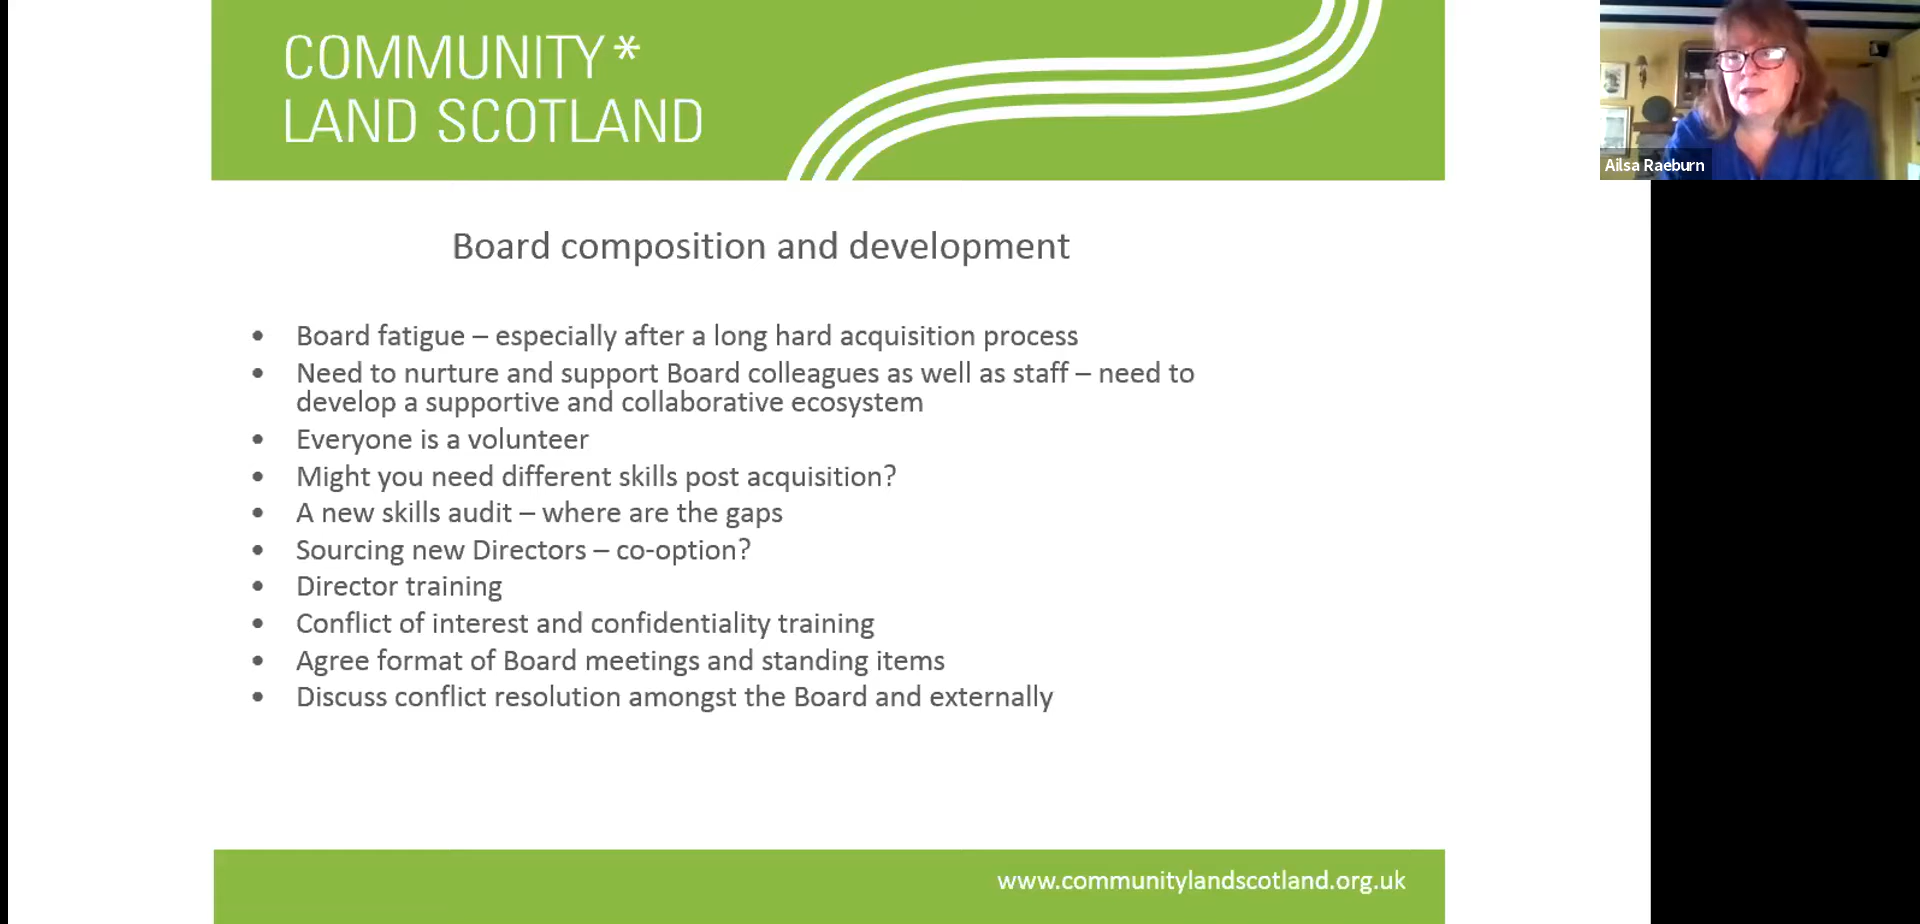 COMMUNITY*
LAND SCOTLAND
Ailsa Raeburn
Board composition and development
• Board fatigue – especially after a long hard acquisition process
• Need to nurture and support Board colleagues as well as staff – need to
develop a supportive and collaborative ecosystem
• Everyone is a volunteer
• Might you need different skills post acquisition?
• A new skills audit – where are the gaps
• Sourcing new Directors – co-option?
• Director training
• Conflict of interest and confidentiality training
• Agree format of Board meetings and standing items
• Discuss conflict resolution amongst the Board and externally
www.communitylandscotland.org.uk